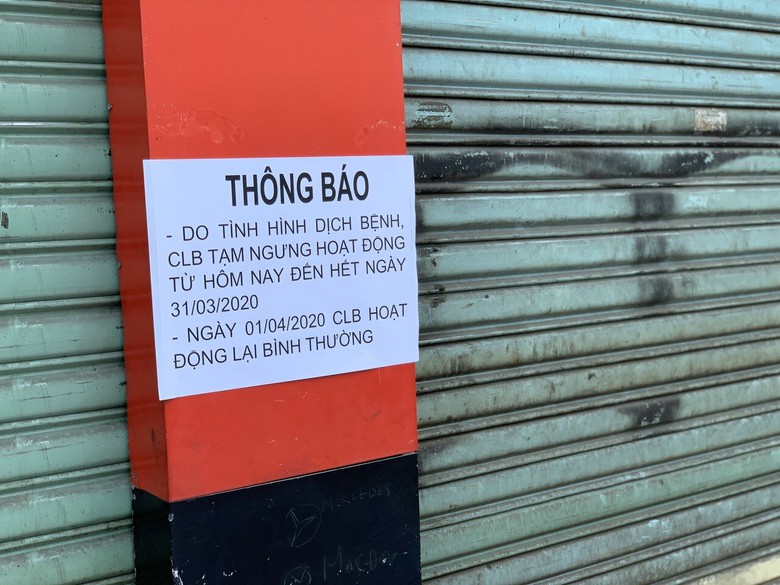 THÔNG BÁO
- DO TÌNH HÌNH DỊCH BỆNH,
CLB TẠM NGƯNG HOẠT ĐỘNG
TỪ HÔM NAY ĐẾN HẾT NGÀY
31/03/2020
- NGÀY 01/04/2020 CLB HOẠT
ĐỘNG LẠI BÌNH THƯỜNG